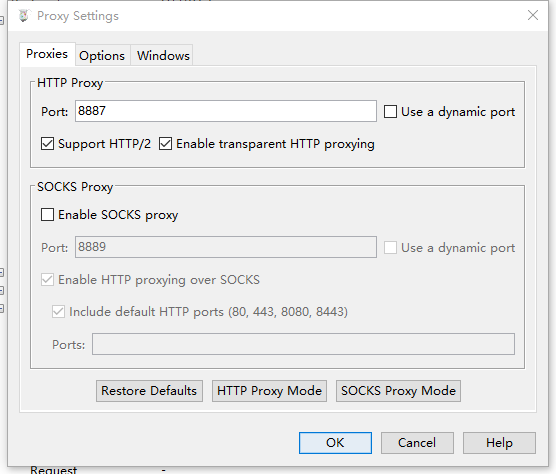 Proxy Settings
Proxies Options Windows
HTTP Proxy
Port: 8887 Use a dynamic port
Support HTTP/2 Enable transparent HTTP proxying
SOCKS Proxy
Enable SOCKS proxy
Port: 8889 Use a dynamic port
Enable HTTP proxying over SOCKS
Include default HTTP ports (80, 443, 8080, 8443)
Ports:
Restore Defaults HTTP Proxy Mode SOCKS Proxy Mode
OK Cancel Help
Request -